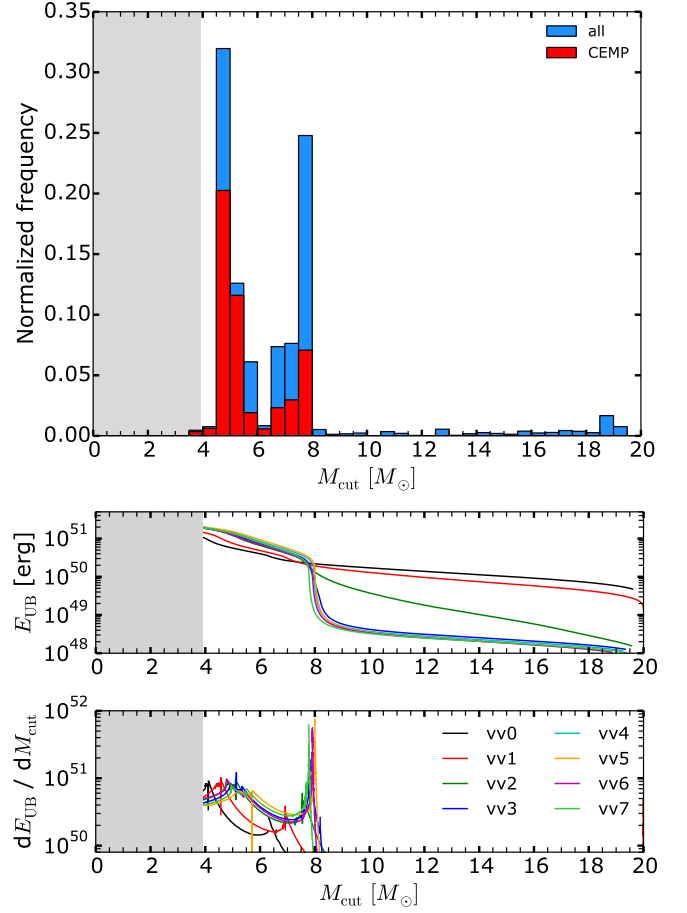 0.35
0.30
0.25
0.20
0.15
0.10
0.05
0.00
Normalized frequency
all
CEMP
0 2 4 6 8 10 12 14 16 18 20
M_cut [M_⊙]
10^51
10^50
10^49
10^48
E_UB [erg]
0 2 4 6 8 10 12 14 16 18 20
10^52
10^51
10^50
dE_UB / dM_cut
vv0 vv4
vv1 vv5
vv2 vv6
vv3 vv7
0 2 4 6 8 10 12 14 16 18 20
M_cut [M_⊙]